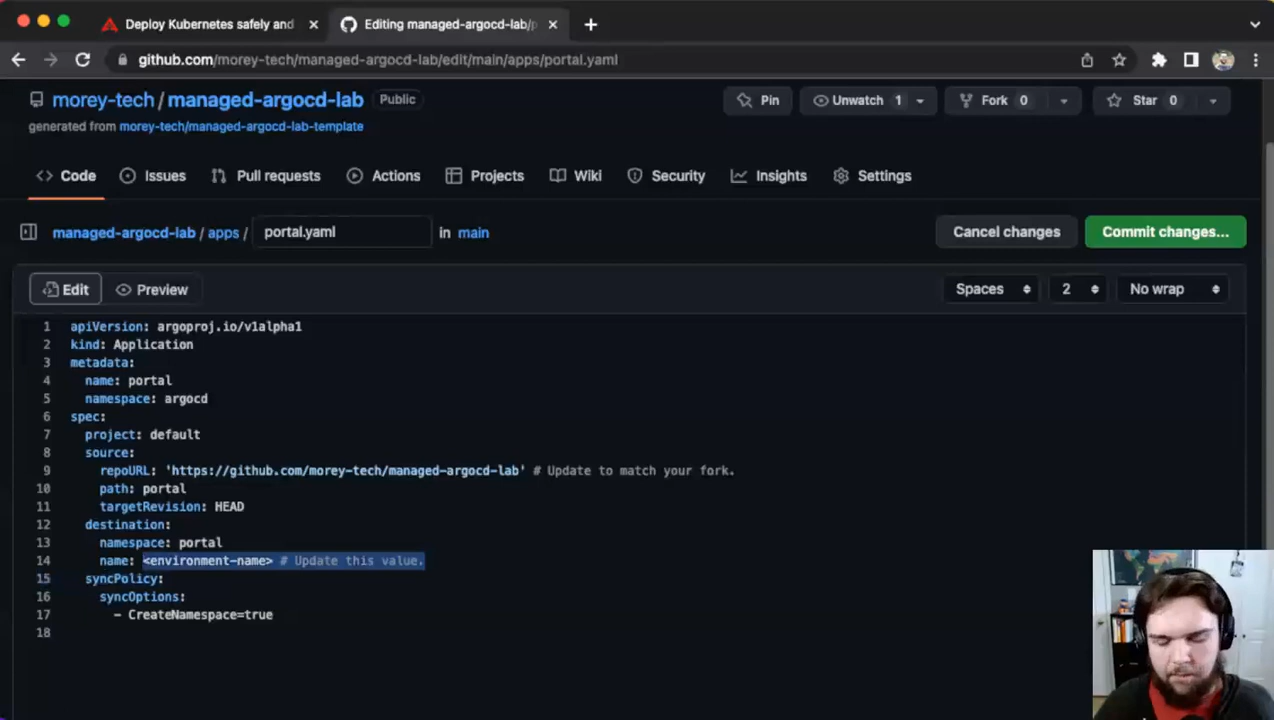 Deploy Kubernetes safely and
Editing managed-argocd-lab/p
github.com/morey-tech/managed-argocd-lab/edit/main/apps/portal.yaml
morey-tech / managed-argocd-lab Public
Pin
Unwatch 1
Fork 0
Star 0
generated from morey-tech/managed-argocd-lab-template
Code
Issues
Pull requests
Actions
Projects
Wiki
Security
Insights
Settings
managed-argocd-lab / apps / portal.yaml in main
Cancel changes
Commit changes...
Edit
Preview
Spaces
2
No wrap
1 apiVersion: argoproj.io/v1alpha1
2 kind: Application
3 metadata:
4 name: portal
5 namespace: argocd
6 spec:
7 project: default
8 source:
9 repoURL: 'https://github.com/morey-tech/managed-argocd-lab' # Update to match your fork.
10 path: portal
11 targetRevision: HEAD
12 destination:
13 namespace: portal
14 name: <environment-name> # Update this value.
15 syncPolicy:
16 syncOptions:
17 - CreateNamespace=true
18